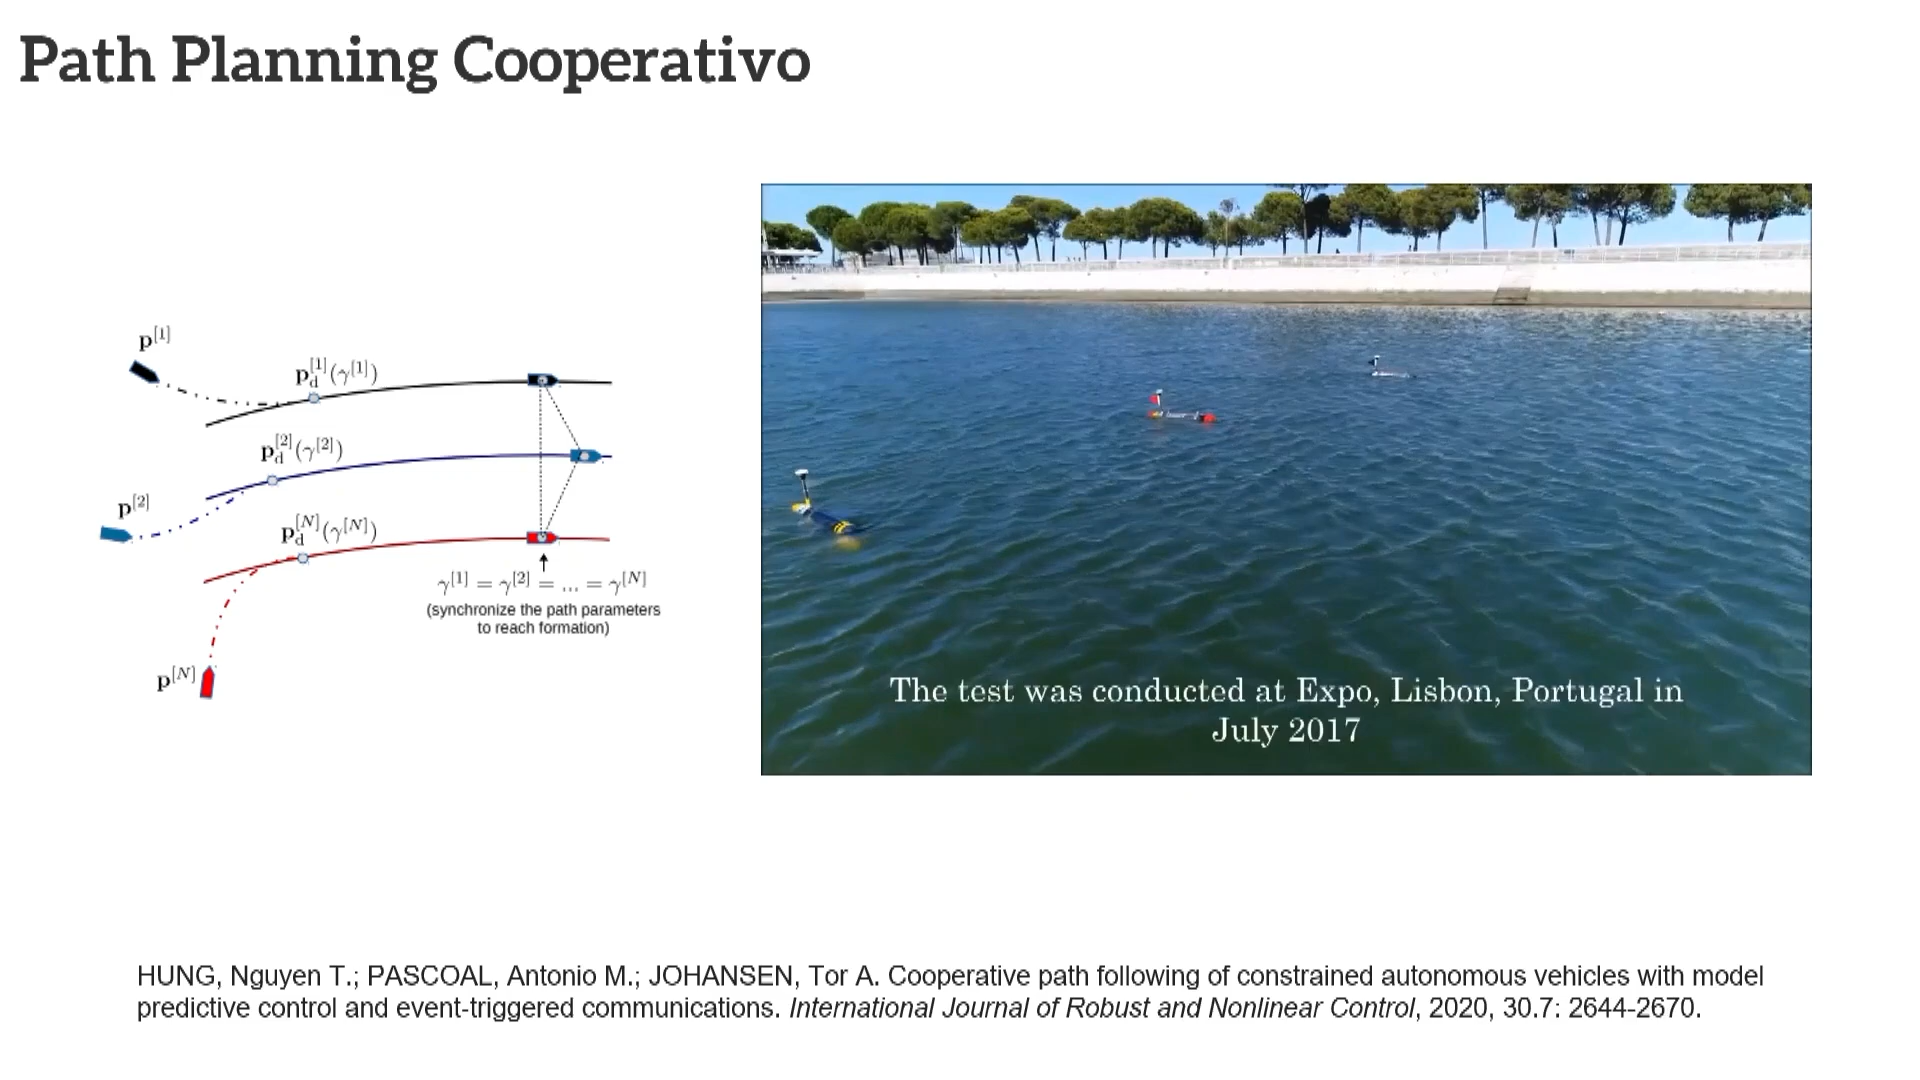 Path Planning Cooperativo
p^[1]
p_d^[1](γ^[1])
p_d^[2](γ^[2])
p^[2]
p_d^[N](γ^[N])
γ^[1] = γ^[2] = ... = γ^[N]
(synchronize the path parameters
to reach formation)
p^[N]
The test was conducted at Expo, Lisbon, Portugal in
July 2017
HUNG, Nguyen T.; PASCOAL, Antonio M.; JOHANSEN, Tor A. Cooperative path following of constrained autonomous vehicles with model
predictive control and event-triggered communications. International Journal of Robust and Nonlinear Control, 2020, 30.7: 2644-2670.